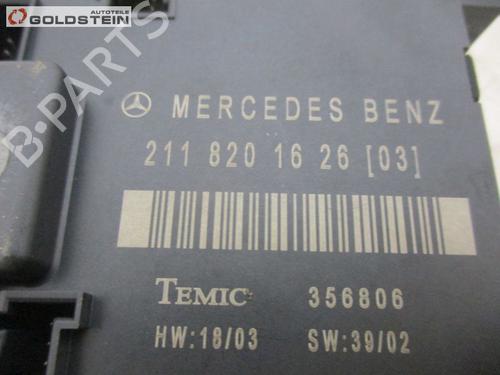 AUTOTEILE
GOLDSTEIN
B-PARTS
MERCEDES BENZ
211 820 16 26 [03]
TEMIC 356806
HW:18/03 SW:39/02